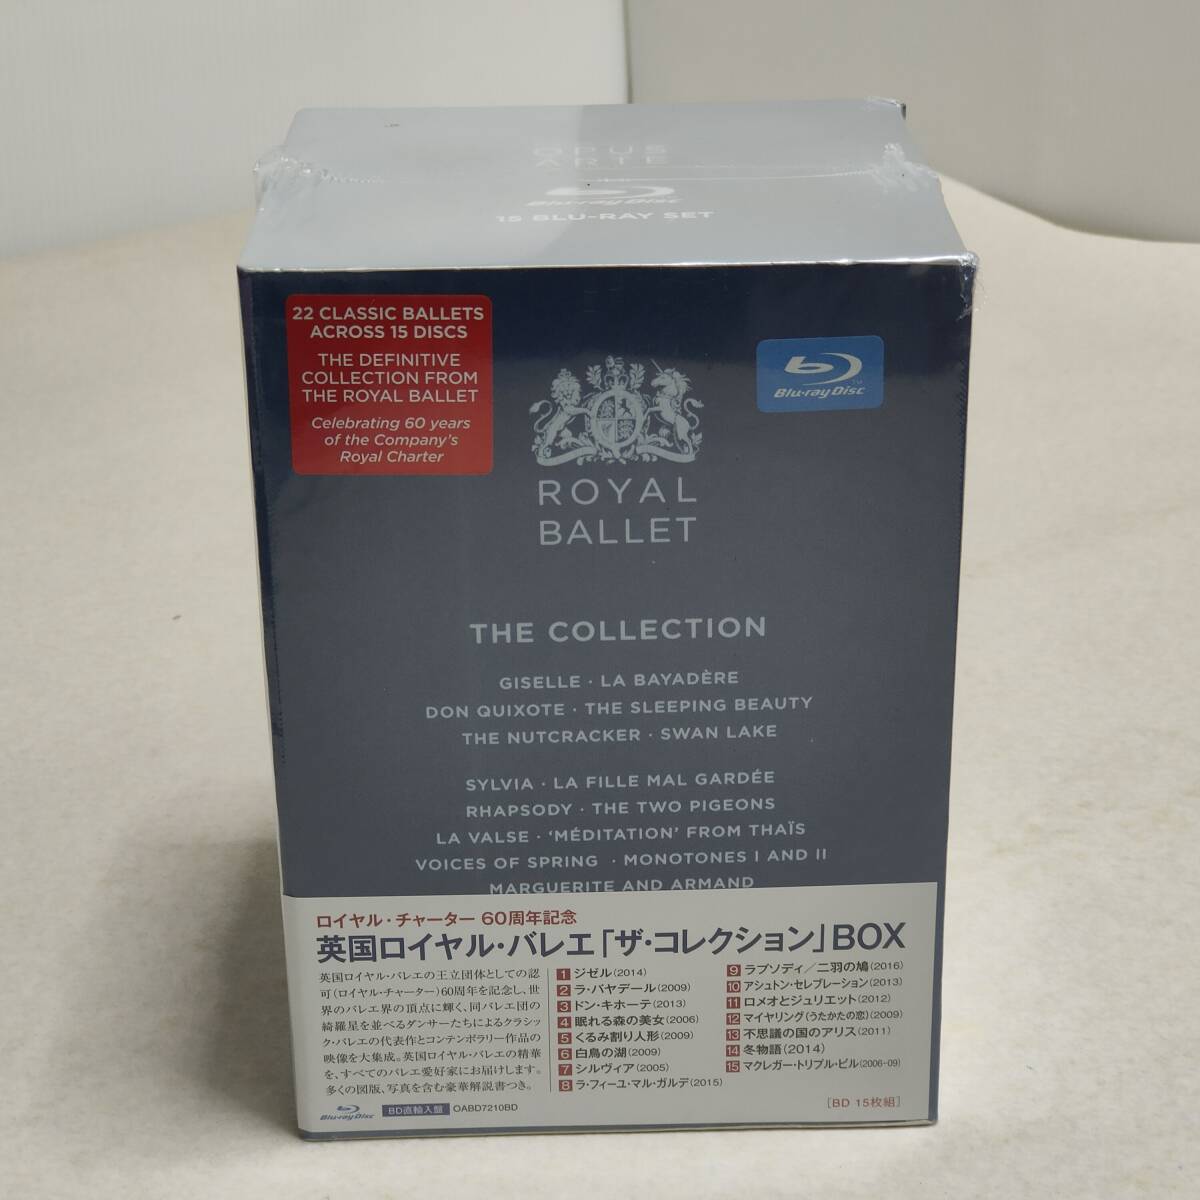 OPUS
ARTE
Blu-ray Disc
15 BLU-RAY SET
22 CLASSIC BALLETS
ACROSS 15 DISCS
THE DEFINITIVE
COLLECTION FROM
THE ROYAL BALLET
Celebrating 60 years
of the Company's
Royal Charter
Blu-ray Disc
ROYAL
BALLET
THE COLLECTION
GISELLE · LA BAYADÈRE
DON QUIXOTE · THE SLEEPING BEAUTY
THE NUTCRACKER · SWAN LAKE
SYLVIA · LA FILLE MAL GARDÉE
RHAPSODY · THE TWO PIGEONS
LA VALSE · ‘MÉDITATION’ FROM THAÏS
VOICES OF SPRING · MONOTONES I AND II
MARGUERITE AND ARMAND
ロイヤル・チャーター 60周年記念
英国ロイヤル・バレエ「ザ・コレクション」BOX
英国ロイヤル・バレエの王立団体としての認
可(ロイヤル・チャーター)60周年を記念し、世
界のバレエ界の頂点に輝く、同バレエ団の
綺羅星を並べるダンサーたちによるクラシッ
ク・バレエの代表作とコンテンポラリー作品の
映像を大集成。英国ロイヤル・バレエの精華
を、すべてのバレエ愛好家にお届けします。
多くの図版、写真を含む豪華解説書つき。
1 ジゼル(2014)
2 ラ・バヤデール(2009)
3 ドン・キホーテ(2013)
4 眠れる森の美女(2006)
5 くるみ割り人形(2009)
6 白鳥の湖(2009)
7 シルヴィア(2005)
8 ラ・フィーユ・マル・ガルデ(2015)
9 ラプソディ／二羽の鳩(2016)
10 アシュトン・セレブレーション(2013)
11 ロメオとジュリエット(2012)
12 マイヤリング(うたかたの恋)(2009)
13 不思議の国のアリス(2011)
14 冬物語(2014)
15 マクレガー・トリプル・ビル(2006-09)
Blu-ray Disc BD直輸入盤 OABD7210BD
[BD 15枚組]